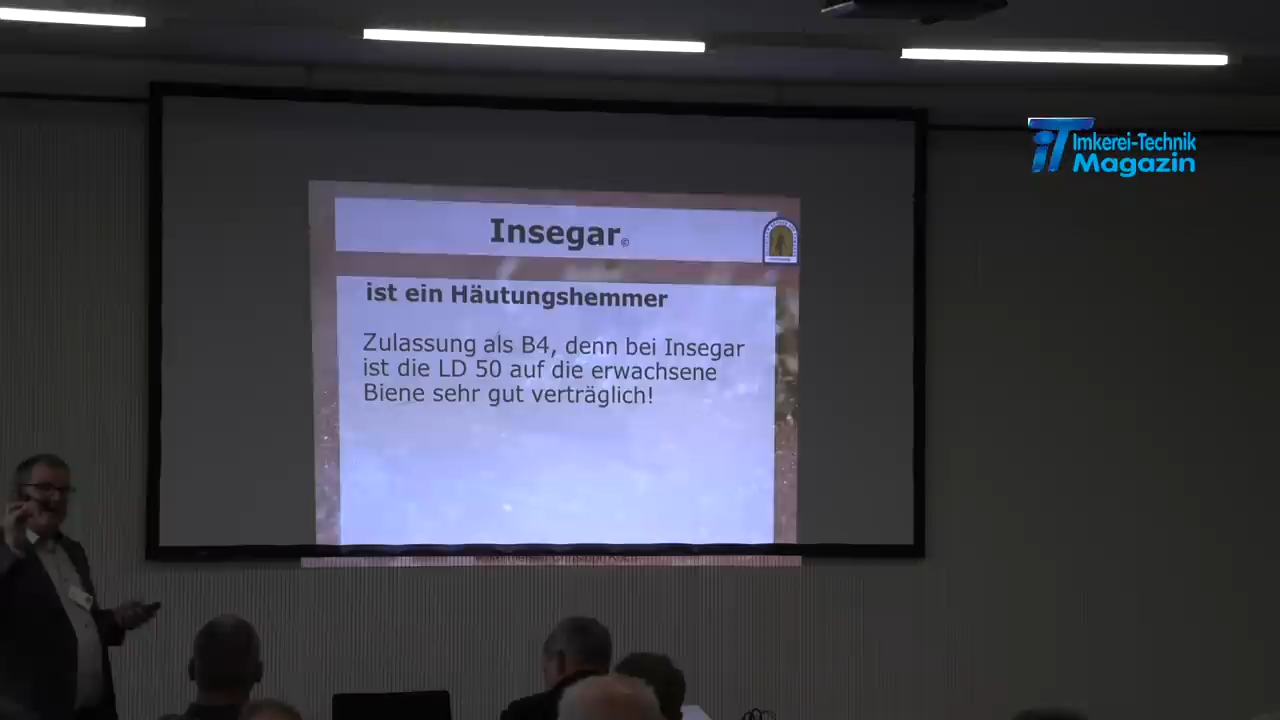 Imkerei-Technik
Magazin
Insegar©
ist ein Häutungshemmer
Zulassung als B4, denn bei Insegar
ist die LD 50 auf die erwachsene
Biene sehr gut verträglich!